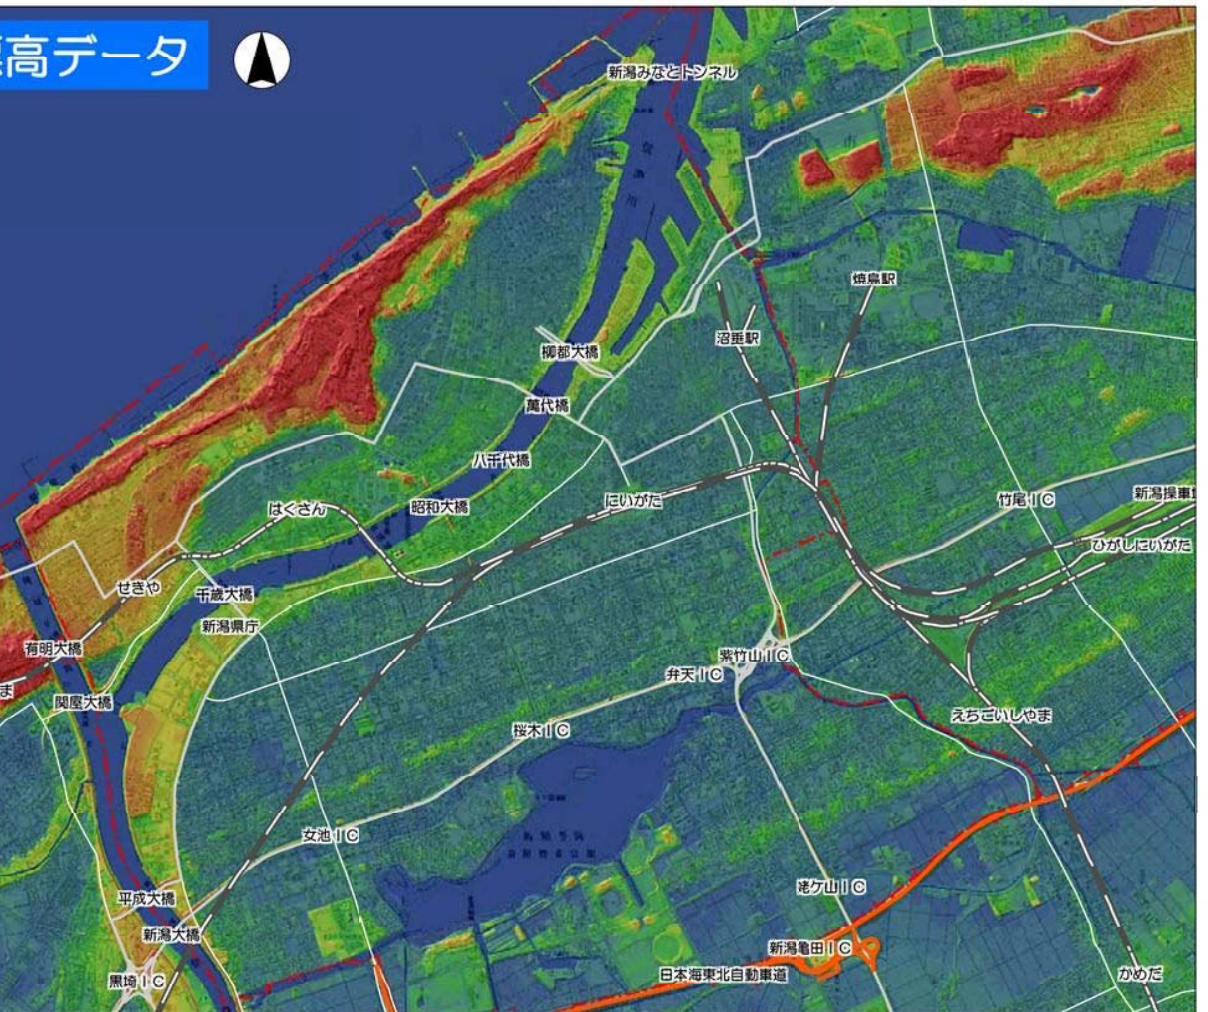 高データ
新潟みなとトンネル
焼島駅
沼垂駅
柳都大橋
萬代橋
八千代橋
にいがた
昭和大橋
はくさん
竹尾IC
新潟操車
ひがしにいがた
せきや
千歳大橋
新潟県庁
有明大橋
ま
関屋大橋
紫竹山IC
弁天IC
えちごいしやま
桜木IC
女池IC
平成大橋
新潟大橋
黒埼IC
姥ケ山IC
新潟亀田IC
日本海東北自動車道
かめだ